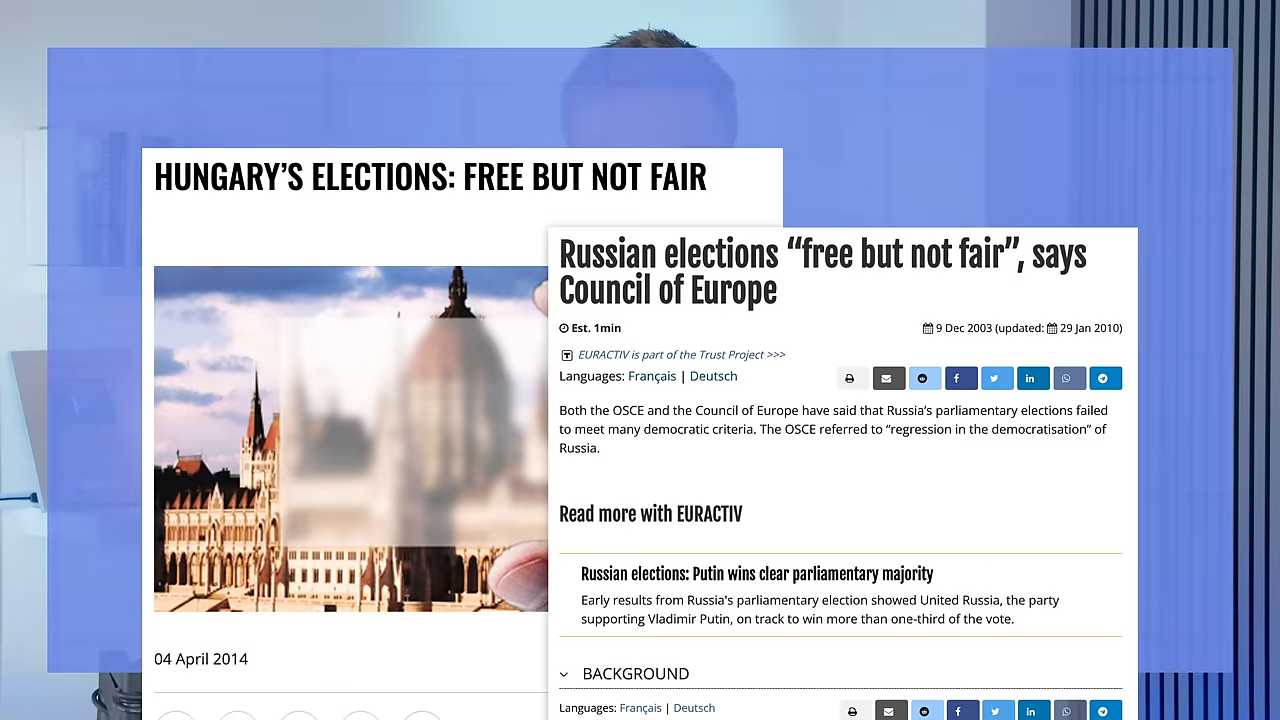 HUNGARY’S ELECTIONS: FREE BUT NOT FAIR
04 April 2014
Russian elections “free but not fair”, says
Council of Europe
Est. 1min
9 Dec 2003 (updated: 29 Jan 2010)
EURACTIV is part of the Trust Project >>>
Languages: Français | Deutsch
Both the OSCE and the Council of Europe have said that Russia’s parliamentary elections failed
to meet many democratic criteria. The OSCE referred to “regression in the democratisation” of
Russia.
Read more with EURACTIV
Russian elections: Putin wins clear parliamentary majority
Early results from Russia's parliamentary election showed United Russia, the party
supporting Vladimir Putin, on track to win more than one-third of the vote.
BACKGROUND
Languages: Français | Deutsch